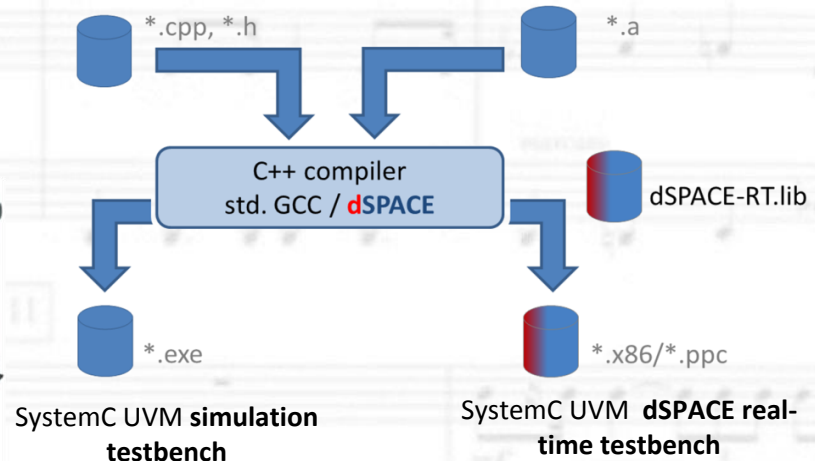 *.cpp, *.h
*.a
C++ compiler
std. GCC / dSPACE
dSPACE-RT.lib
*.exe
*.x86/*.ppc
SystemC UVM simulation
testbench
SystemC UVM dSPACE real-
time testbench